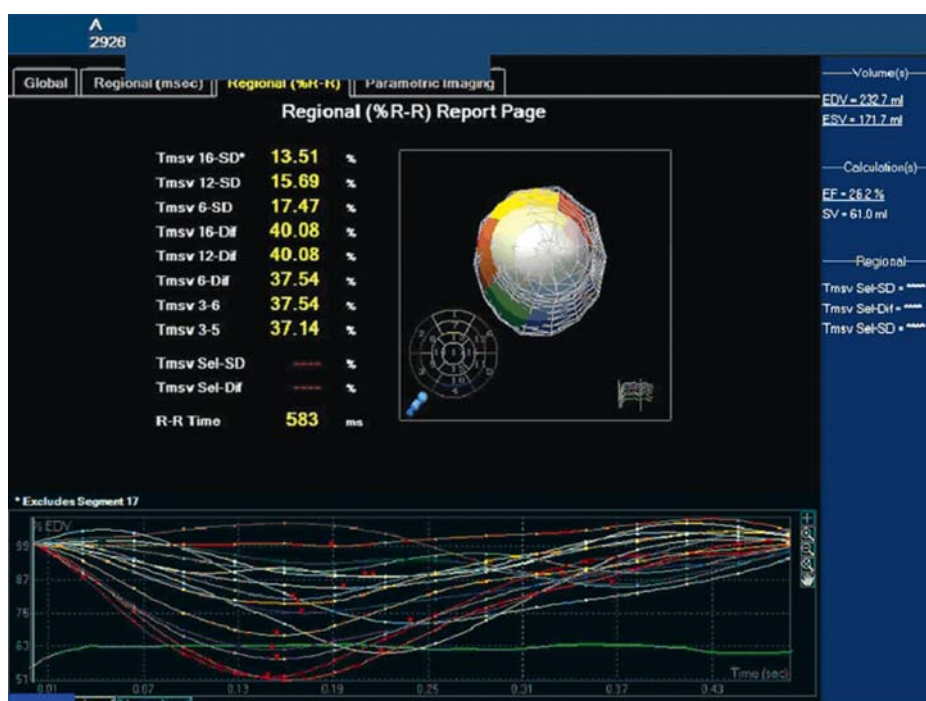 A
2926
Global Regional (msec) Regional (%R-R) Parametric Imaging
Regional (%R-R) Report Page
Tmsv 16-SD* 13.51 %
Tmsv 12-SD 15.69 %
Tmsv 6-SD 17.47 %
Tmsv 16-Dif 40.08 %
Tmsv 12-Dif 40.08 %
Tmsv 6-Dif 37.54 %
Tmsv 3-6 37.54 %
Tmsv 3-5 37.14 %
Tmsv Sel-SD ---- %
Tmsv Sel-Dif ---- %
R-R Time 583 ms
* Excludes Segment 17
% EDV
99
87
75
63
51
0.01 0.07 0.13 0.19 0.25 0.31 0.37 0.43
Time (sec)
Volume(s)
EDV = 232.7 ml
ESV = 171.7 ml
Calculation(s)
EF = 26.2 %
SV = 61.0 ml
Regional
Tmsv Sel-SD = ****
Tmsv Sel-Dif = ****
Tmsv Sel-SD = ****